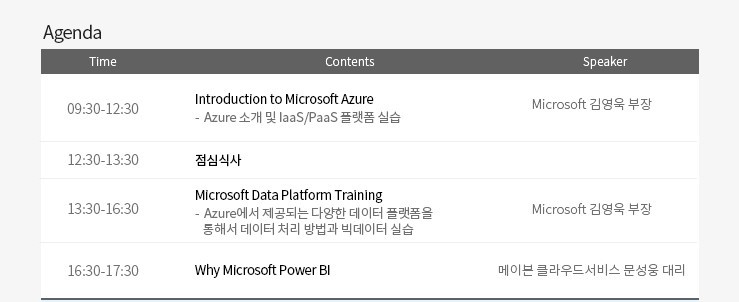 Agenda
Time Contents Speaker
09:30-12:30 Introduction to Microsoft Azure Microsoft 김영욱 부장
- Azure 소개 및 IaaS/PaaS 플랫폼 실습
12:30-13:30 점심식사
Microsoft Data Platform Training
13:30-16:30 - Azure에서 제공되는 다양한 데이터 플랫폼을 Microsoft 김영욱 부장
통해서 데이터 처리 방법과 빅데이터 실습
16:30-17:30 Why Microsoft Power BI 메이븐 클라우드서비스 문성웅 대리